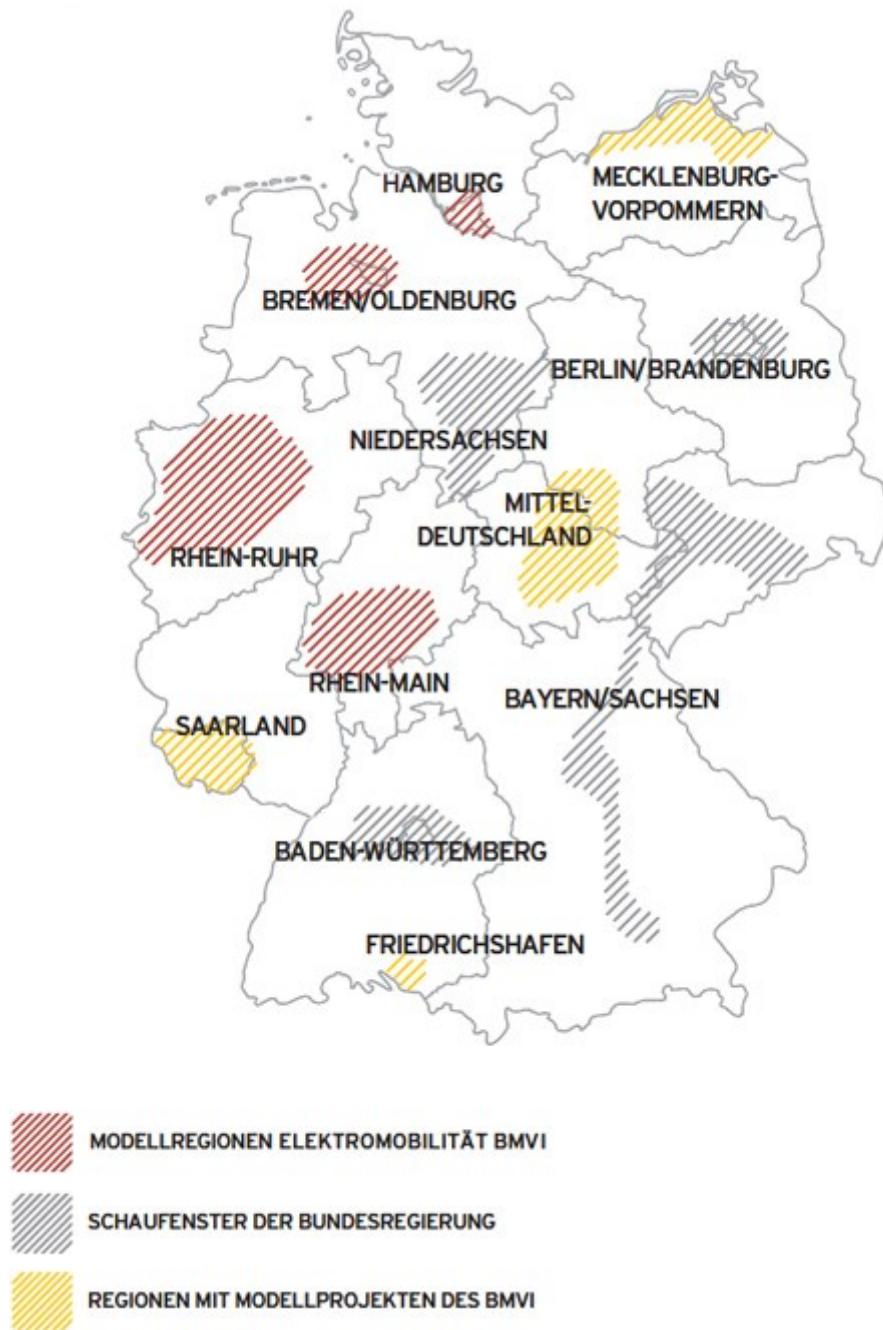 HAMBURG
MECKLENBURG-
VORPOMMERN
BREMEN/OLDENBURG
BERLIN/BRANDENBURG
NIEDERSACHSEN
MITTEL-
DEUTSCHLAND
RHEIN-RUHR
RHEIN-MAIN
BAYERN/SACHSEN
SAARLAND
BADEN-WÜRTTEMBERG
FRIEDRICHSHAFEN
MODELLREGIONEN ELEKTROMOBILITÄT BMVI
SCHAUFENSTER DER BUNDESREGIERUNG
REGIONEN MIT MODELLPROJEKTEN DES BMVI